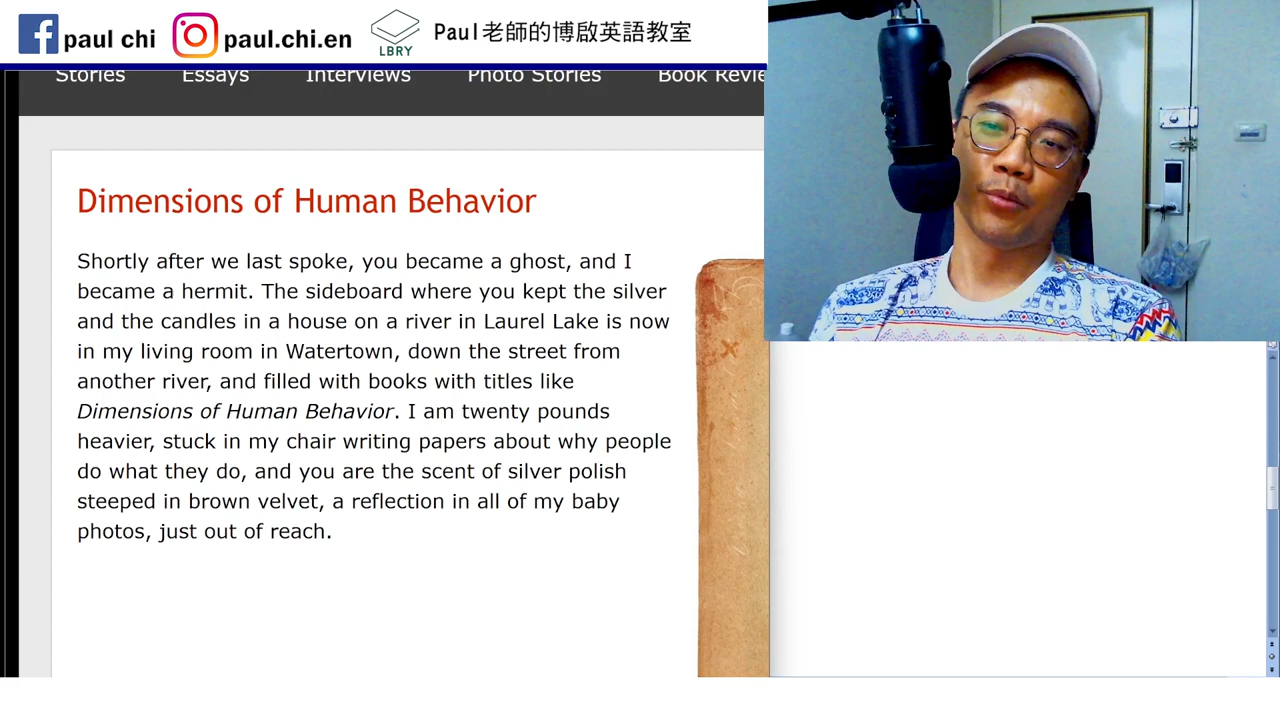 paul chi
paul.chi.en
LBRY
Paul老師的博啟英語教室
Stories Essays Interviews Photo Stories Book Revie
Dimensions of Human Behavior
Shortly after we last spoke, you became a ghost, and I
became a hermit. The sideboard where you kept the silver
and the candles in a house on a river in Laurel Lake is now
in my living room in Watertown, down the street from
another river, and filled with books with titles like
Dimensions of Human Behavior. I am twenty pounds
heavier, stuck in my chair writing papers about why people
do what they do, and you are the scent of silver polish
steeped in brown velvet, a reflection in all of my baby
photos, just out of reach.